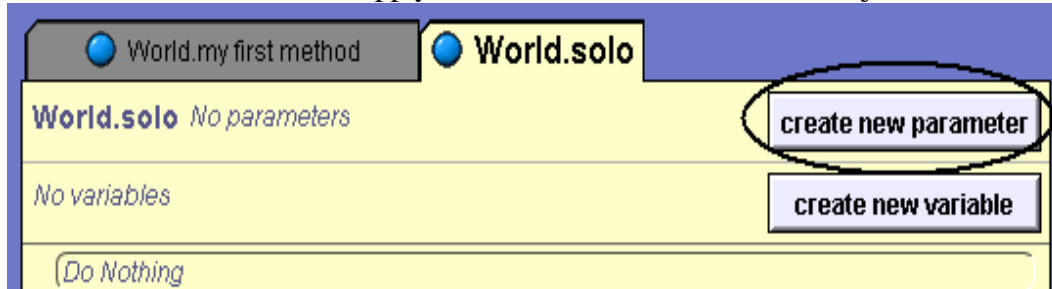 World.my first method
World.solo
World.solo No parameters
create new parameter
No variables
create new variable
Do Nothing